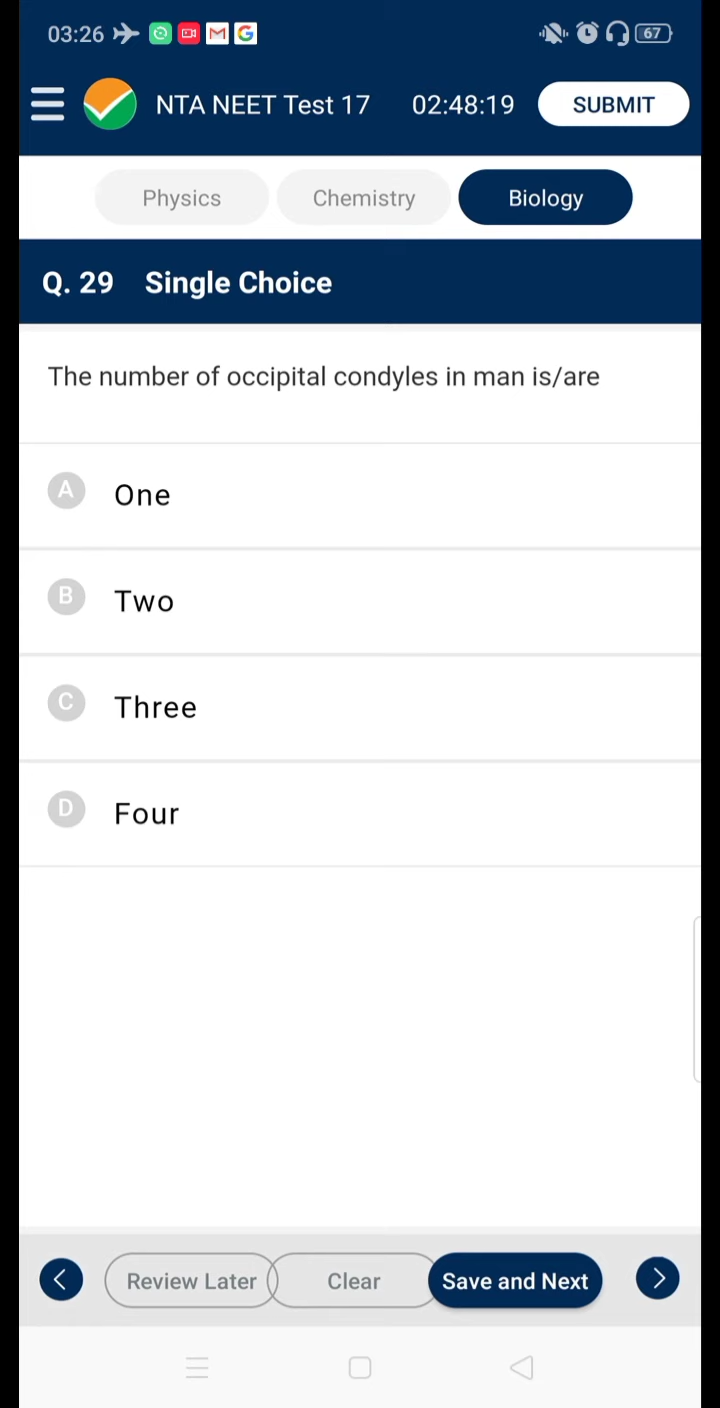 03:26 67
NTA NEET Test 17 02:48:19 SUBMIT
Physics Chemistry Biology
Q. 29 Single Choice
The number of occipital condyles in man is/are
A One
B Two
C Three
D Four
Review Later Clear Save and Next